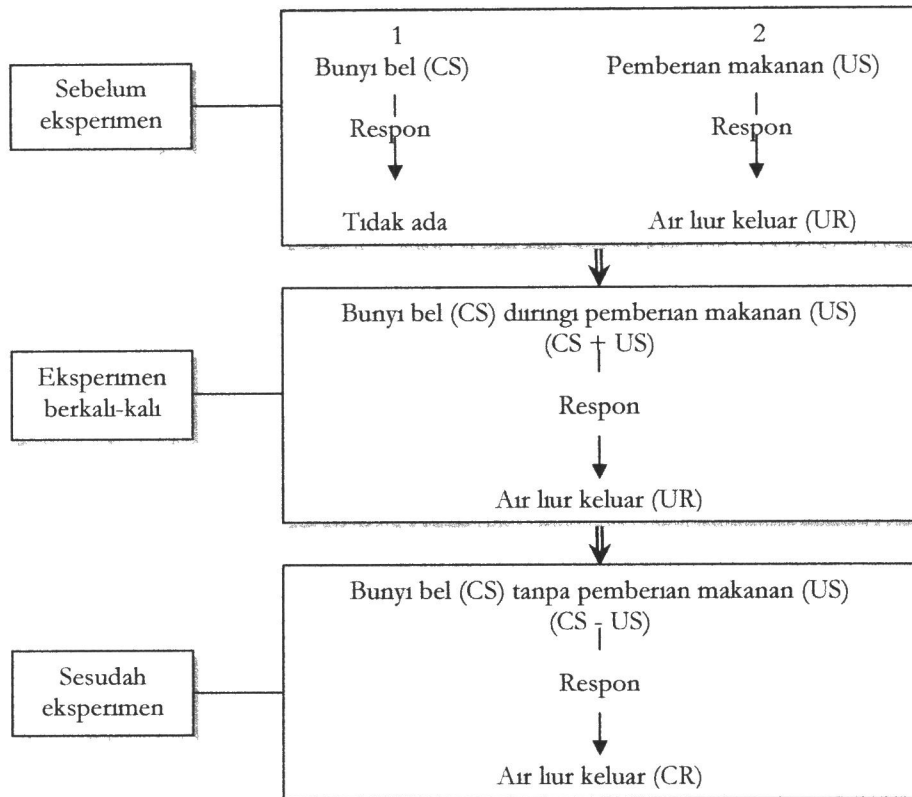 Sebelum
eksperimen
1
Bunyi bel (CS)
Respon
Tidak ada
2
Pemberian makanan (US)
Respon
Air liur keluar (UR)
Eksperimen
berkali-kali
Bunyi bel (CS) diiringi pemberian makanan (US)
(CS + US)
Respon
Air liur keluar (UR)
Sesudah
eksperimen
Bunyi bel (CS) tanpa pemberian makanan (US)
(CS - US)
Respon
Air liur keluar (CR)